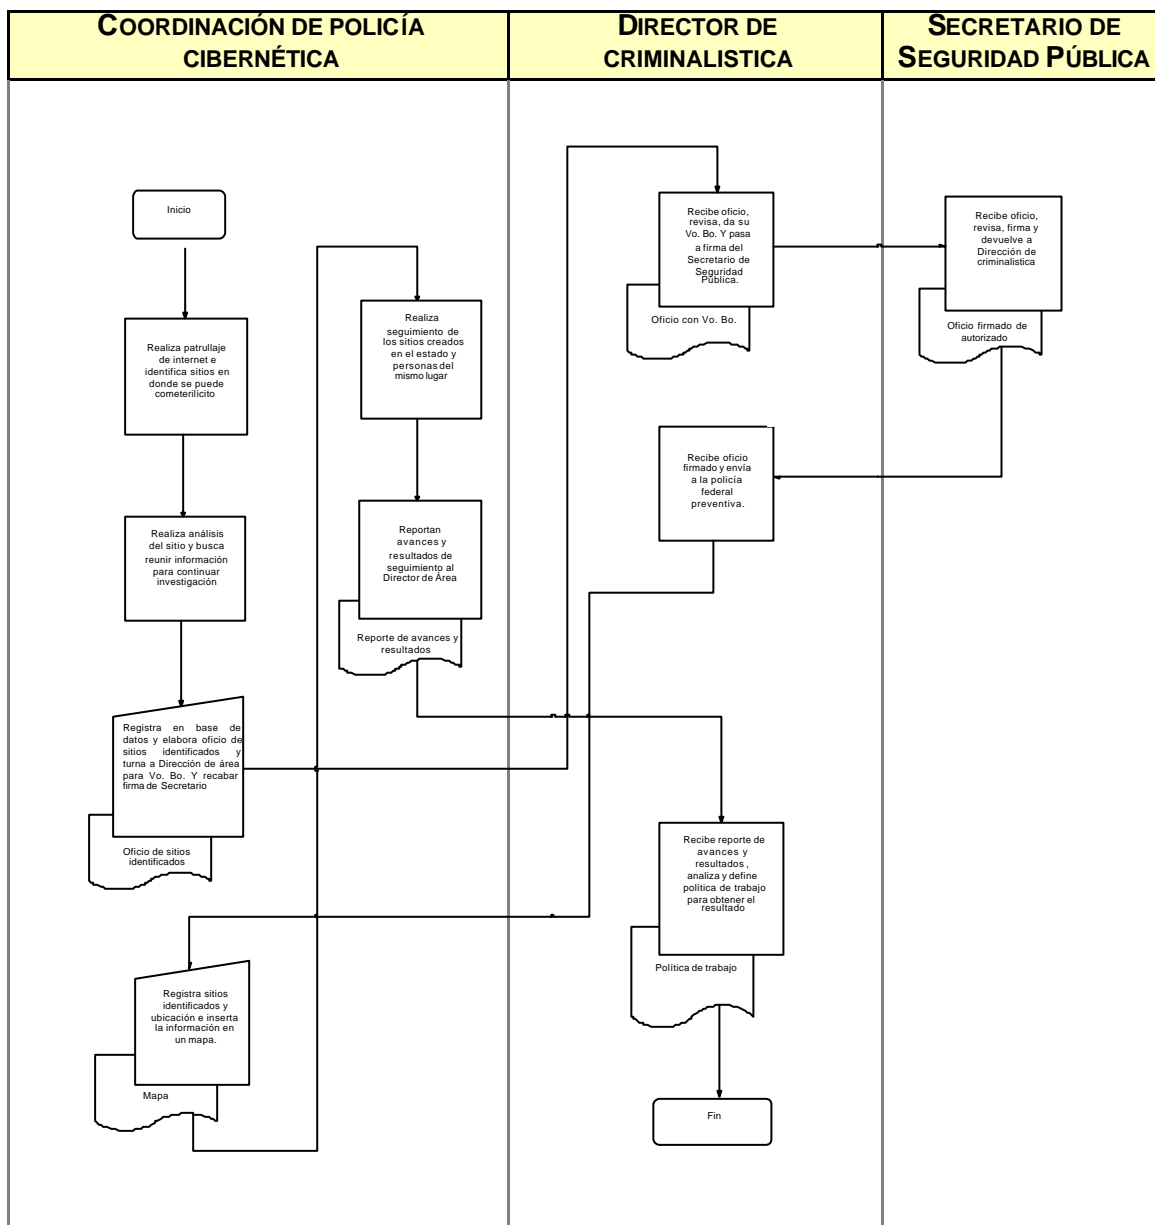 COORDINACIÓN DE POLICÍA
CIBERNÉTICA
DIRECTOR DE
CRIMINALISTICA
SECRETARIO DE
SEGURIDAD PÚBLICA
Inicio
Realiza patrullaje
de internet e
identifica sitios en
donde se puede
cometerilícito
Realiza análisis
del sitio y busca
reunir información
para continuar
investigación
Registra en base de
datos y elabora oficio de
sitios identificados y
turna a Dirección de área
para Vo. Bo. Y recabar
firma de Secretario
Oficio de sitios
identificados
Registra sitios
identificados y
ubicación e inserta
la información en
un mapa.
Mapa
Realiza
seguimiento de
los sitios creados
en el estado y
personas del
mismo lugar
Reportan
avances y
resultados de
seguimiento al
Director de Área
Reporte de avances y
resultados
Recibe oficio,
revisa, da su
Vo. Bo. Y pasa
a firma del
Secretario de
Seguridad
Pública.
Oficio con Vo. Bo.
Recibe oficio
firmado y envía
a la policía
federal
preventiva.
Recibe reporte de
avances y
resultados ,
analiza y define
política de trabajo
para obtener el
resultado
Política de trabajo
Fin
Recibe oficio,
revisa, firma y
devuelve a
Dirección de
criminalistica
Oficio firmado de
autorizado